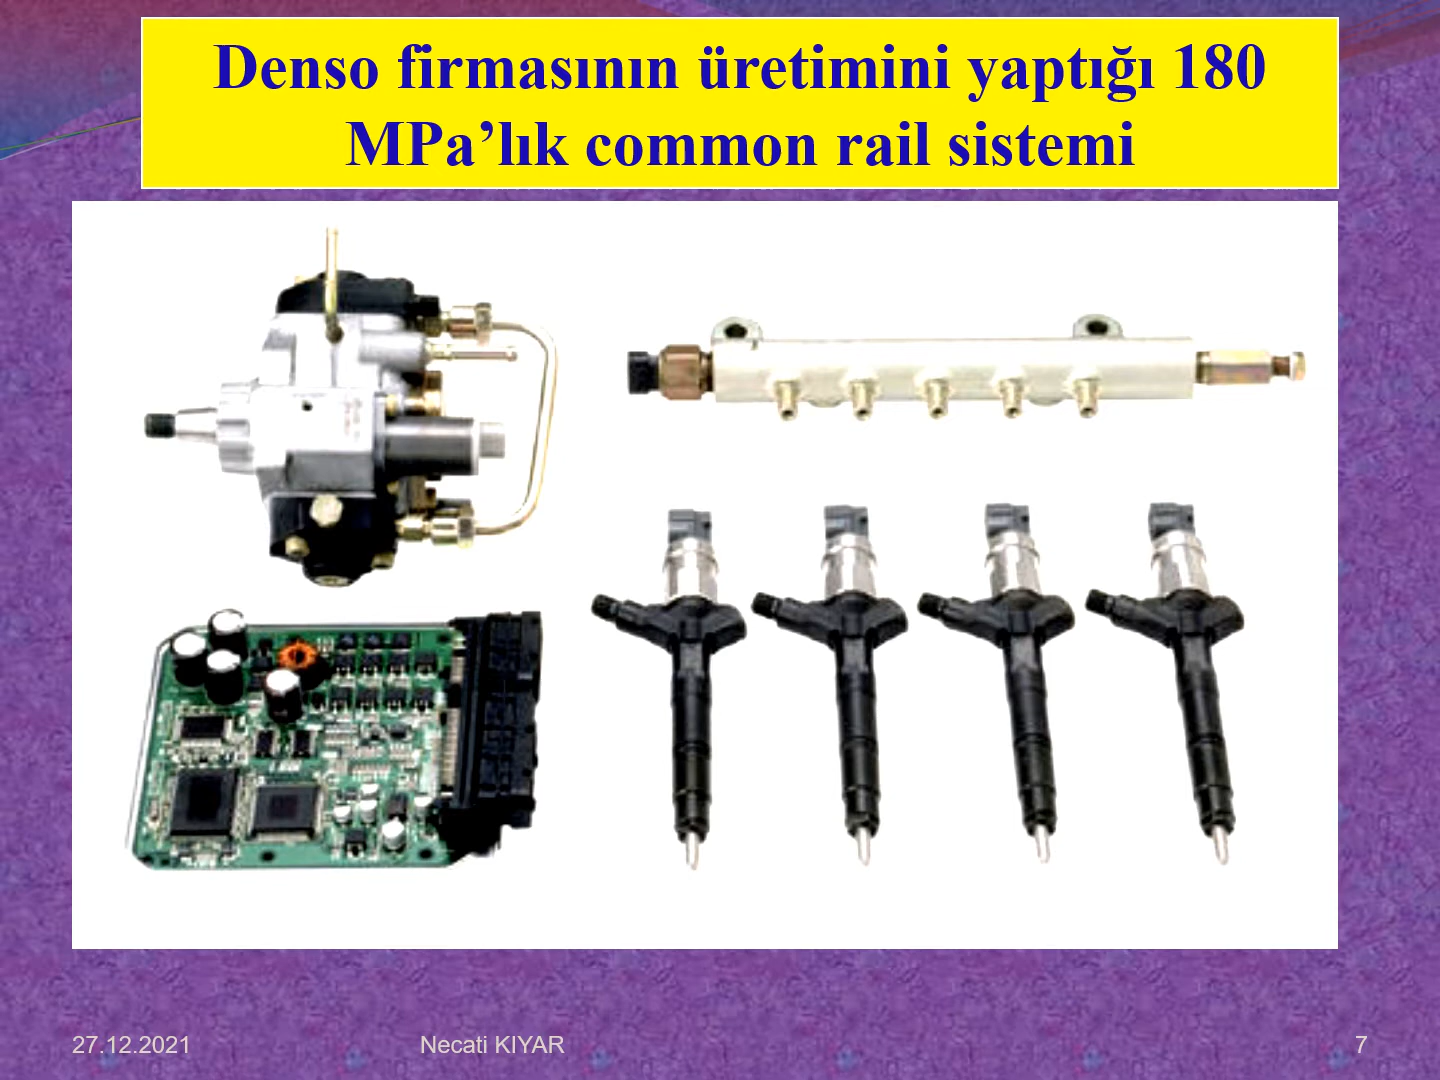 Denso firmasının üretimini yaptığı 180
MPa’lık common rail sistemi
27.12.2021
Necati KIYAR
7